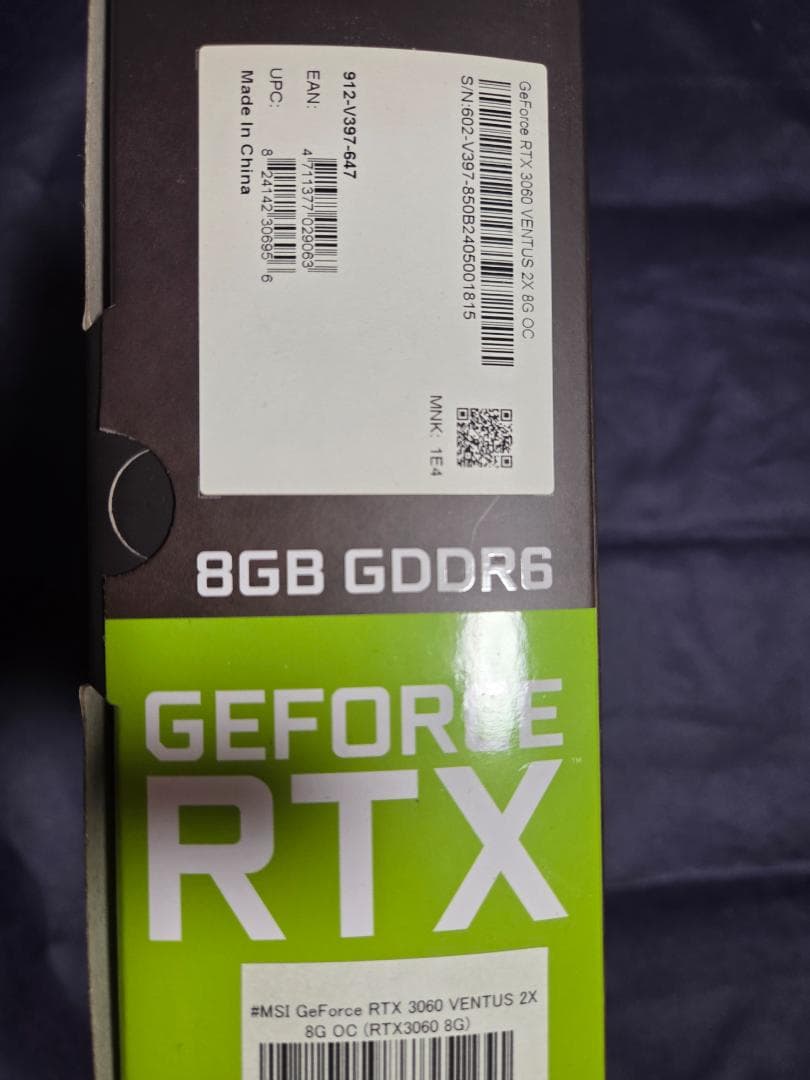 GeForce RTX 3060 VENTUS 2X 8G OC
S/N:602-V397-850B2405001815
MNK: 1E4
912-V397-647
EAN:
4 711377 029063
UPC:
8 24142 30695 6
Made In China
8GB GDDR6
GEFORCE
RTX™
#MSI GeForce RTX 3060 VENTUS 2X
8G OC (RTX3060 8G)